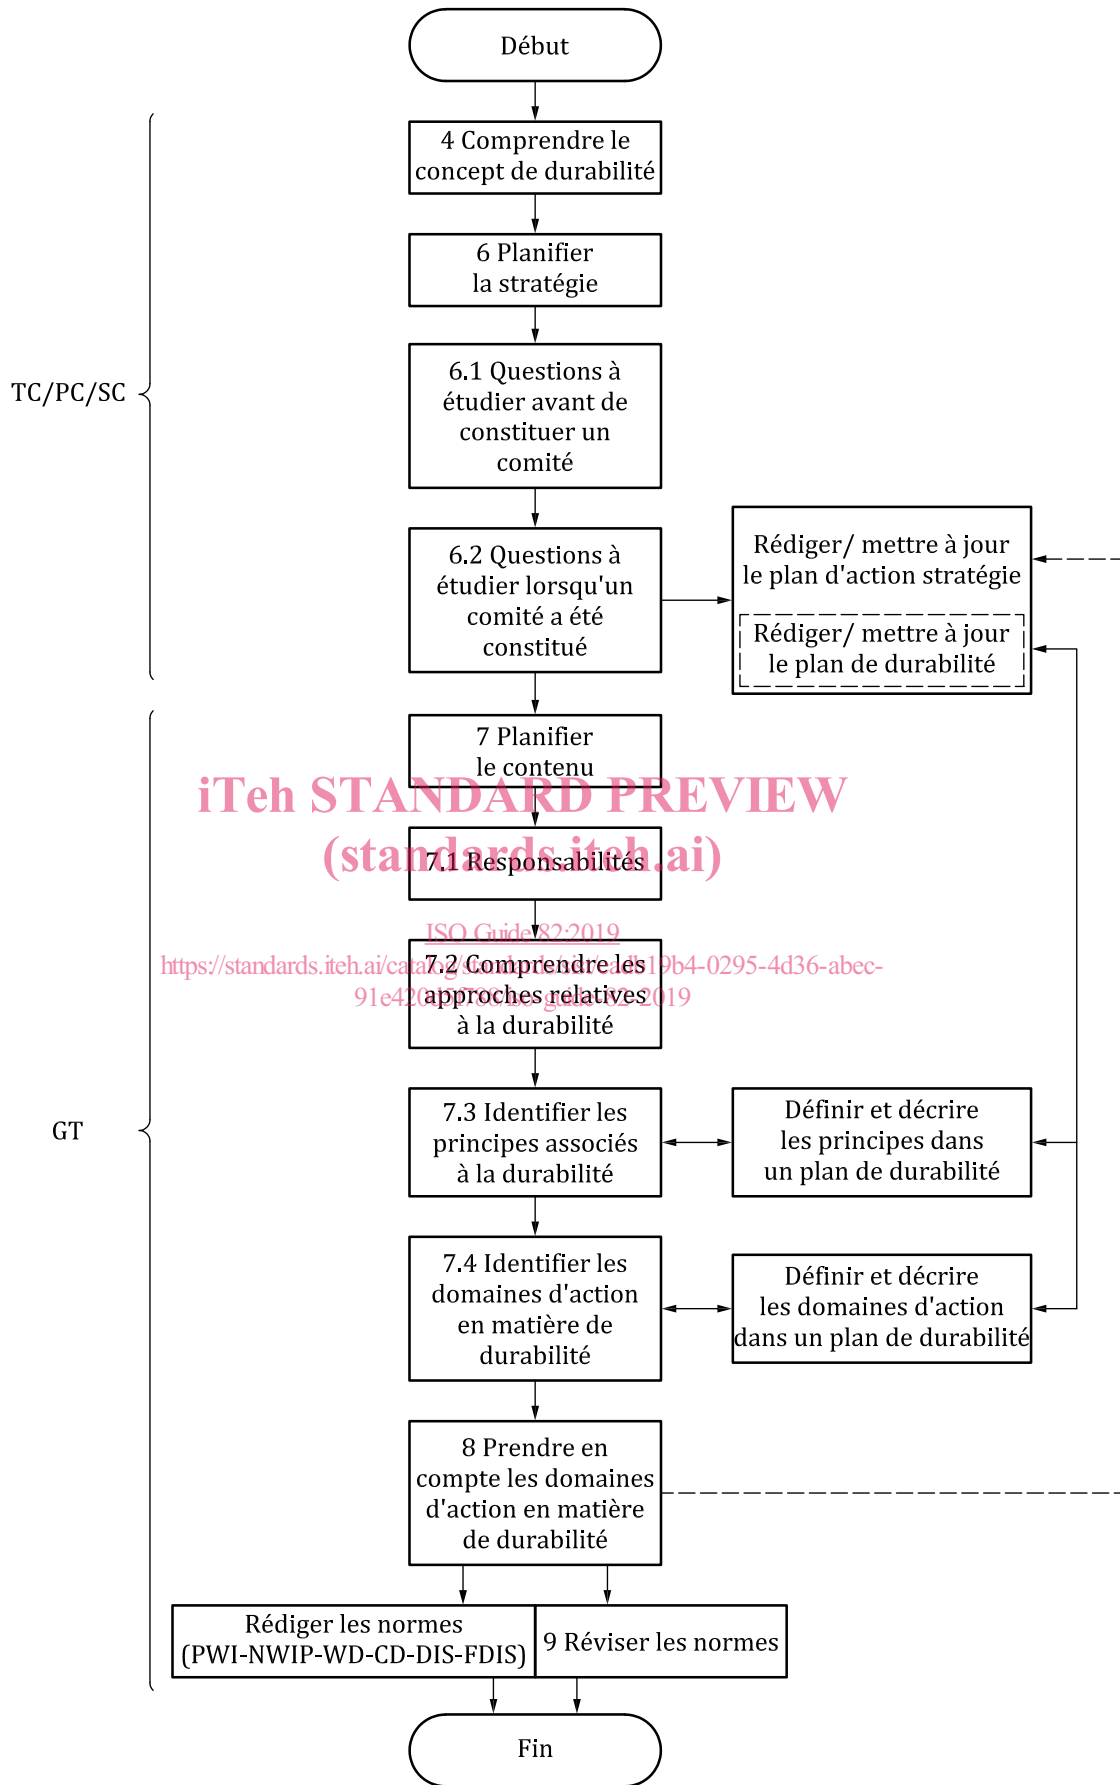 Début
4 Comprendre le
concept de durabilité
6 Planifier
la stratégie
6.1 Questions à
étudier avant de
constituer un
comité
TC/PC/SC
6.2 Questions à
étudier lorsqu'un
comité a été
constitué
Rédiger/ mettre à jour
le plan d'action stratégie
Rédiger/ mettre à jour
le plan de durabilité
7 Planifier
le contenu
iTeh STANDARD PREVIEW
(standards.iteh.ai)
7.1 Responsabilités
ISO Guide 82:2019
7.2 Comprendre les
approches relatives
à la durabilité
GT
7.3 Identifier les
principes associés
à la durabilité
Définir et décrire
les principes dans
un plan de durabilité
7.4 Identifier les
domaines d'action
en matière de
durabilité
Définir et décrire
les domaines d'action
dans un plan de durabilité
8 Prendre en
compte les domaines
d'action en matière
de durabilité
Rédiger les normes
(PWI-NWIP-WD-CD-DIS-FDIS)
9 Réviser les normes
Fin